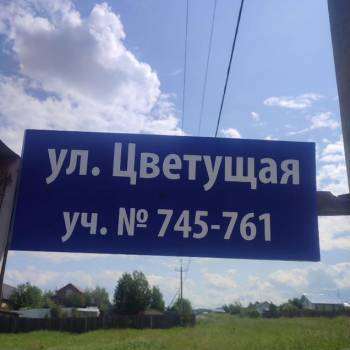 ул. Цветущая
уч. № 745-761